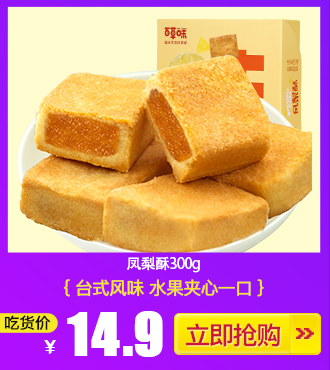 百草味
凤梨酥300g
{ 台式风味 水果夹心一口 }
吃货价
¥ 14.9
立即抢购 >>